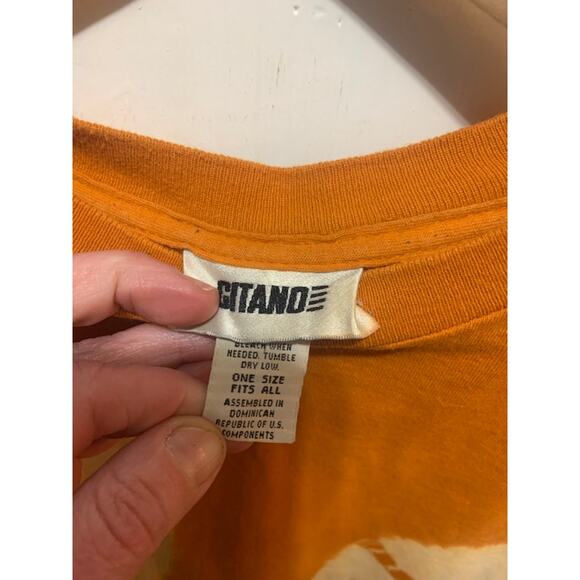 GITANO
BLEACH WHEN
NEEDED. TUMBLE
DRY LOW.
ONE SIZE
FITS ALL
ASSEMBLED IN
DOMINICAN
REPUBLIC OF U.S.
COMPONENTS